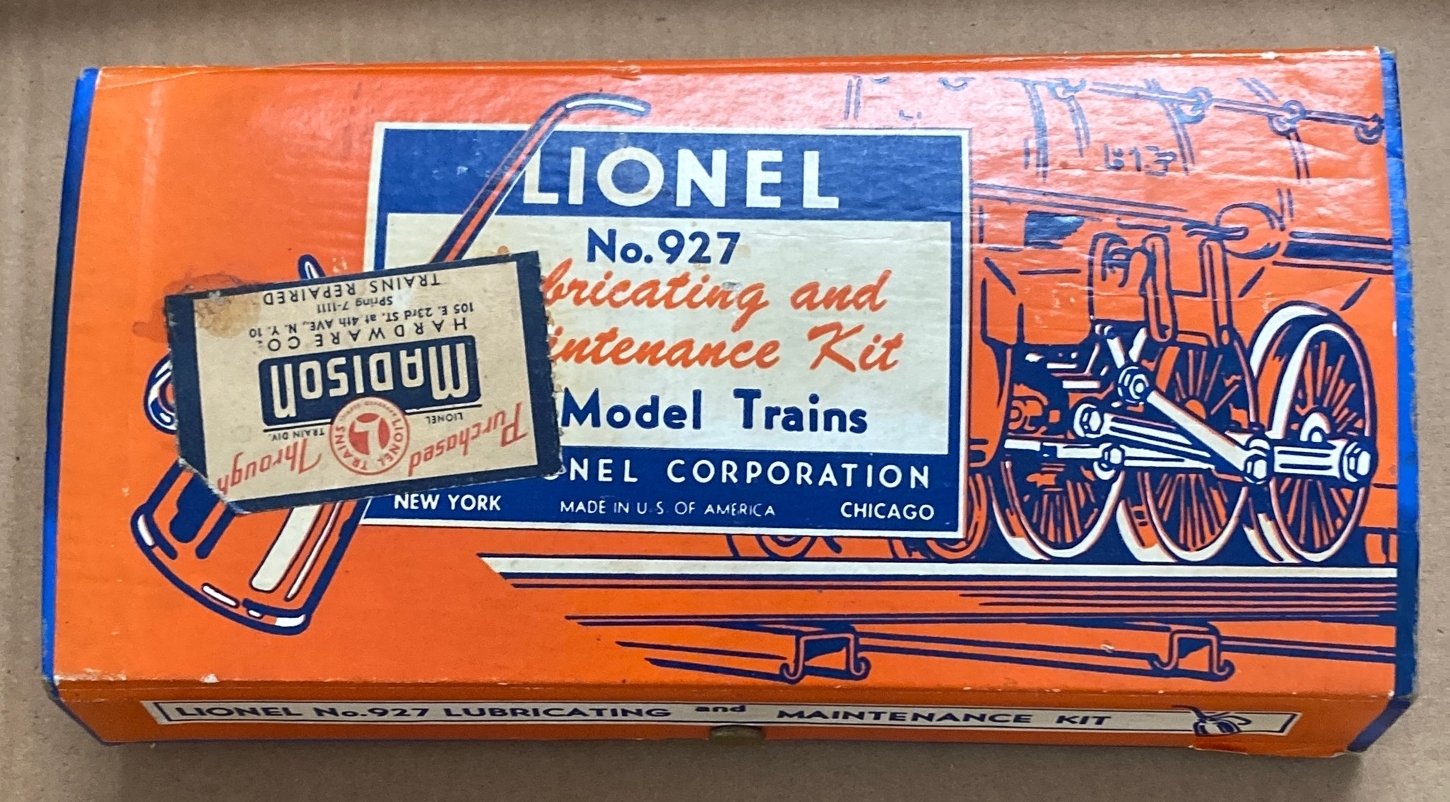 LIONEL
No. 927
bricating and
intenance Kit
Model Trains
NEL CORPORATION
NEW YORK MADE IN U S OF AMERICA CHICAGO
Purchased Through
LIONEL TRAIN DIV.
LIONEL TRAINS
L
MADISON
HARDWARE CO.
105 E. 23rd ST. at 4th AVE., N. Y. 10
Spring 7-1111
TRAINS REPAIRED
LIONEL No. 927 LUBRICATING and MAINTENANCE KIT